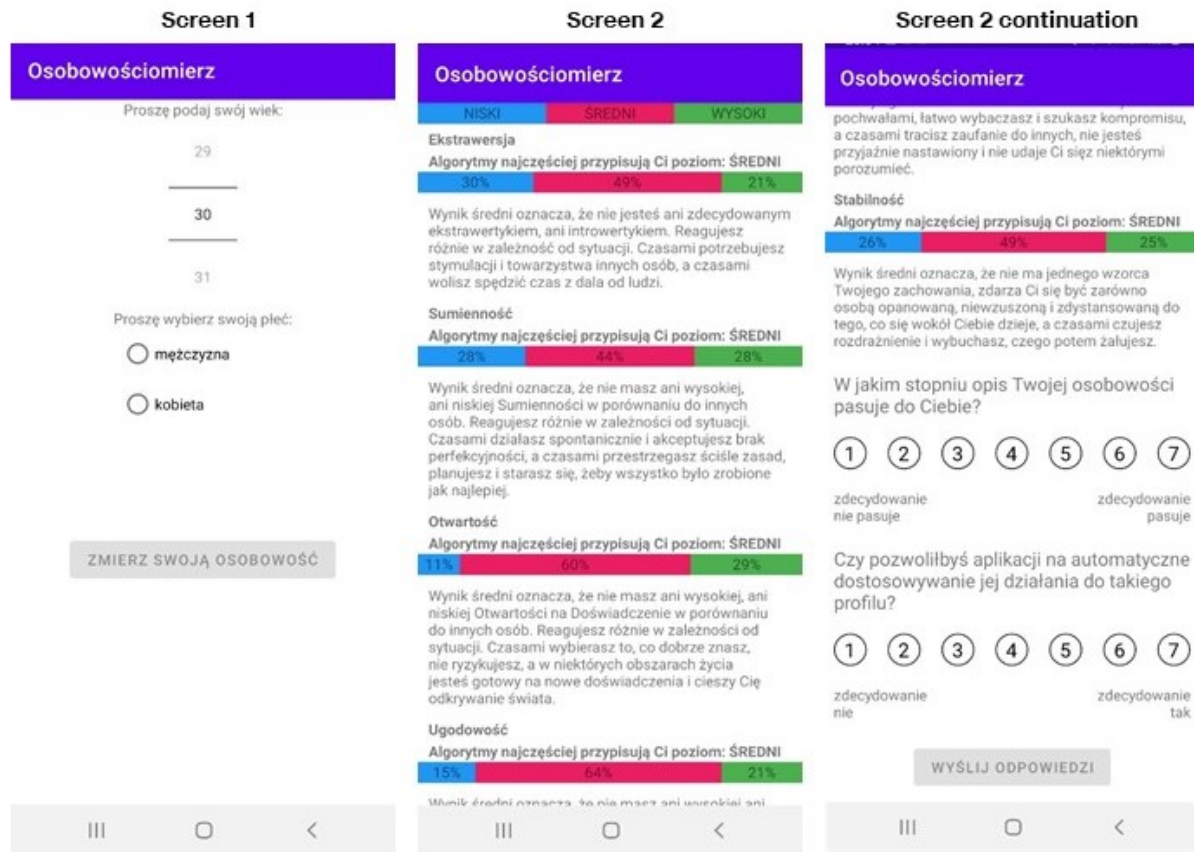 Screen 1
Osobowościomierz
Proszę podaj swój wiek:
29
30
31
Proszę wybierz swoją płeć:
mężczyzna
kobieta
ZMIERZ SWOJĄ OSOBOWOŚĆ
Screen 2
Osobowościomierz
NISKI ŚREDNI WYSOKI
Ekstrawersja
Algorytmy najczęściej przypisują Ci poziom: ŚREDNI
30% 49% 21%
Wynik średni oznacza, że nie jesteś ani zdecydowanym
ekstrawertykiem, ani introwertykiem. Reagujesz
różnie w zależność od sytuacji. Czasami potrzebujesz
stymulacji i towarzystwa innych osób, a czasami
wolisz spędzić czas z dala od ludzi.
Sumienność
Algorytmy najczęściej przypisują Ci poziom: ŚREDNI
28% 44% 28%
Wynik średni oznacza, że nie masz ani wysokiej,
ani niskiej Sumienności w porównaniu do innych
osób. Reagujesz różnie w zależności od sytuacji.
Czasami działasz spontanicznie i akceptujesz brak
perfekcyjności, a czasami przestrzegasz ściśle zasad,
planujesz i starasz się, żeby wszystko było zrobione
jak najlepiej.
Otwartość
Algorytmy najczęściej przypisują Ci poziom: ŚREDNI
11% 60% 29%
Wynik średni oznacza, że nie masz ani wysokiej, ani
niskiej Otwartości na Doświadczenie w porównaniu
do innych osób. Reagujesz różnie w zależności od
sytuacji. Czasami wybierasz to, co dobrze znasz,
nie ryzykujesz, a w niektórych obszarach życia
jesteś gotowy na nowe doświadczenia i cieszy Cię
odkrywanie świata.
Ugodowość
Algorytmy najczęściej przypisują Ci poziom: ŚREDNI
15% 64% 21%
Wynik średni oznacza, że nie masz ani wysokiej ani
Screen 2 continuation
Osobowościomierz
pochwałami, łatwo wybaczasz i szukasz kompromisu,
a czasami tracisz zaufanie do innych, nie jesteś
przyjaźnie nastawiony i nie udaje Ci sięz niektórymi
porozumieć.
Stabilność
Algorytmy najczęściej przypisują Ci poziom: ŚREDNI
26% 49% 25%
Wynik średni oznacza, że nie ma jednego wzorca
Twojego zachowania, zdarza Ci się być zarówno
osobą opanowaną, niewzuszoną i zdystansowaną do
tego, co się wokół Ciebie dzieje, a czasami czujesz
rozdrażnienie i wybuchasz, czego potem żałujesz.
W jakim stopniu opis Twojej osobowości
pasuje do Ciebie?
1 2 3 4 5 6 7
zdecydowanie zdecydowanie
nie pasuje pasuje
Czy pozwoliłbyś aplikacji na automatyczne
dostosowywanie jej działania do takiego
profilu?
1 2 3 4 5 6 7
zdecydowanie zdecydowanie
nie tak
WYŚLIJ ODPOWIEDZI